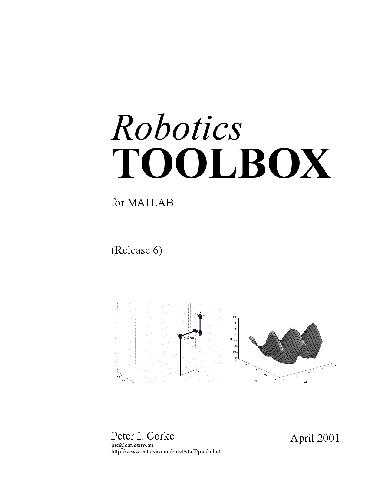 Robotics
TOOLBOX
for MATLAB
(Release 6)
Peter I. Corke
April 2001